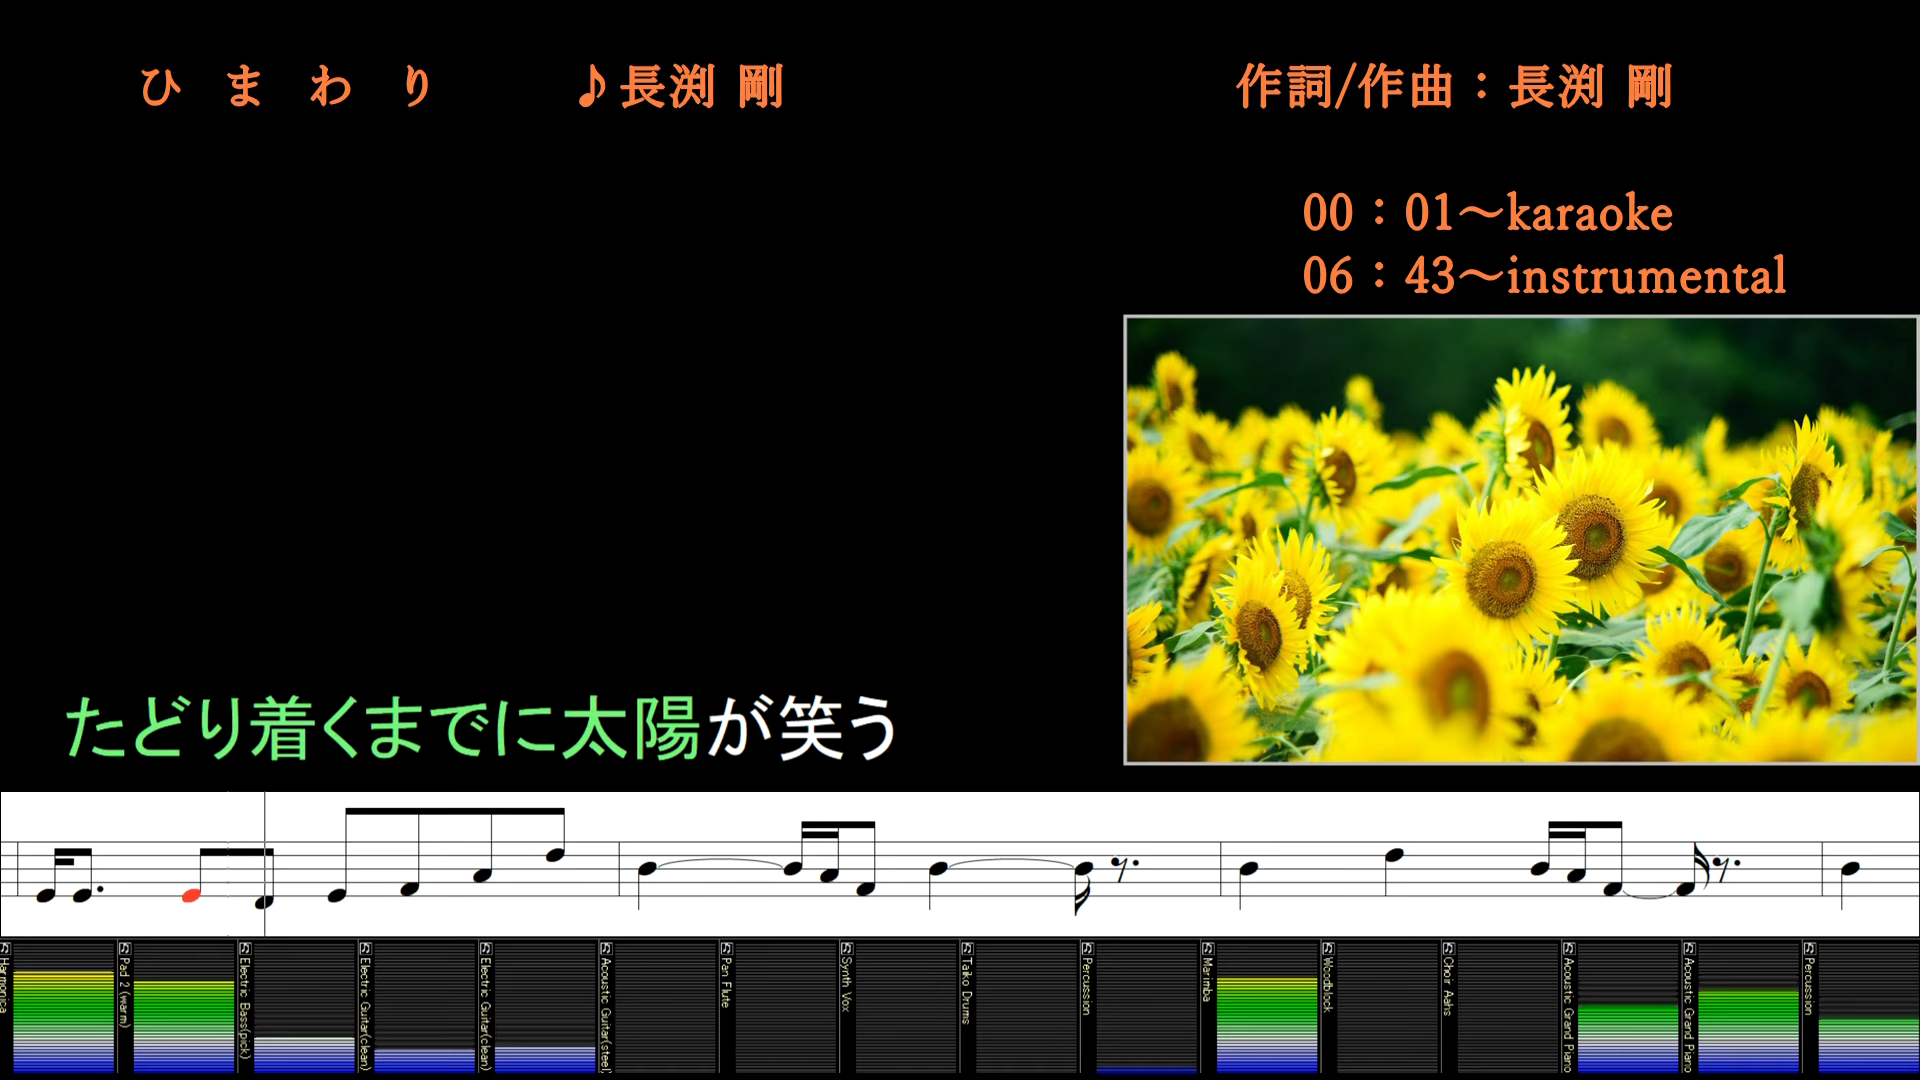 ひ ま わ り ♪長渕 剛
作詞/作曲：長渕 剛
00：01～karaoke
06：43～instrumental
たどり着くまでに太陽が笑う
Harmonica
Pad 2 (warm)
Electric Bass(pick)
Electric Guitar(clean)
Electric Guitar(clean)
Acoustic Guitar(steel)
Pan Flute
Synth Vox
Taiko Drums
Percussion
Marimba
Woodblock
Choir Aahs
Acoustic Grand Piano
Acoustic Grand Piano
Percussion